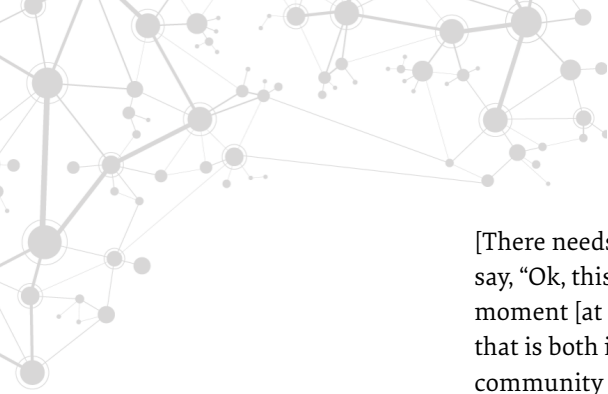 [There needs
say, “Ok, this
moment [at
that is both i
community